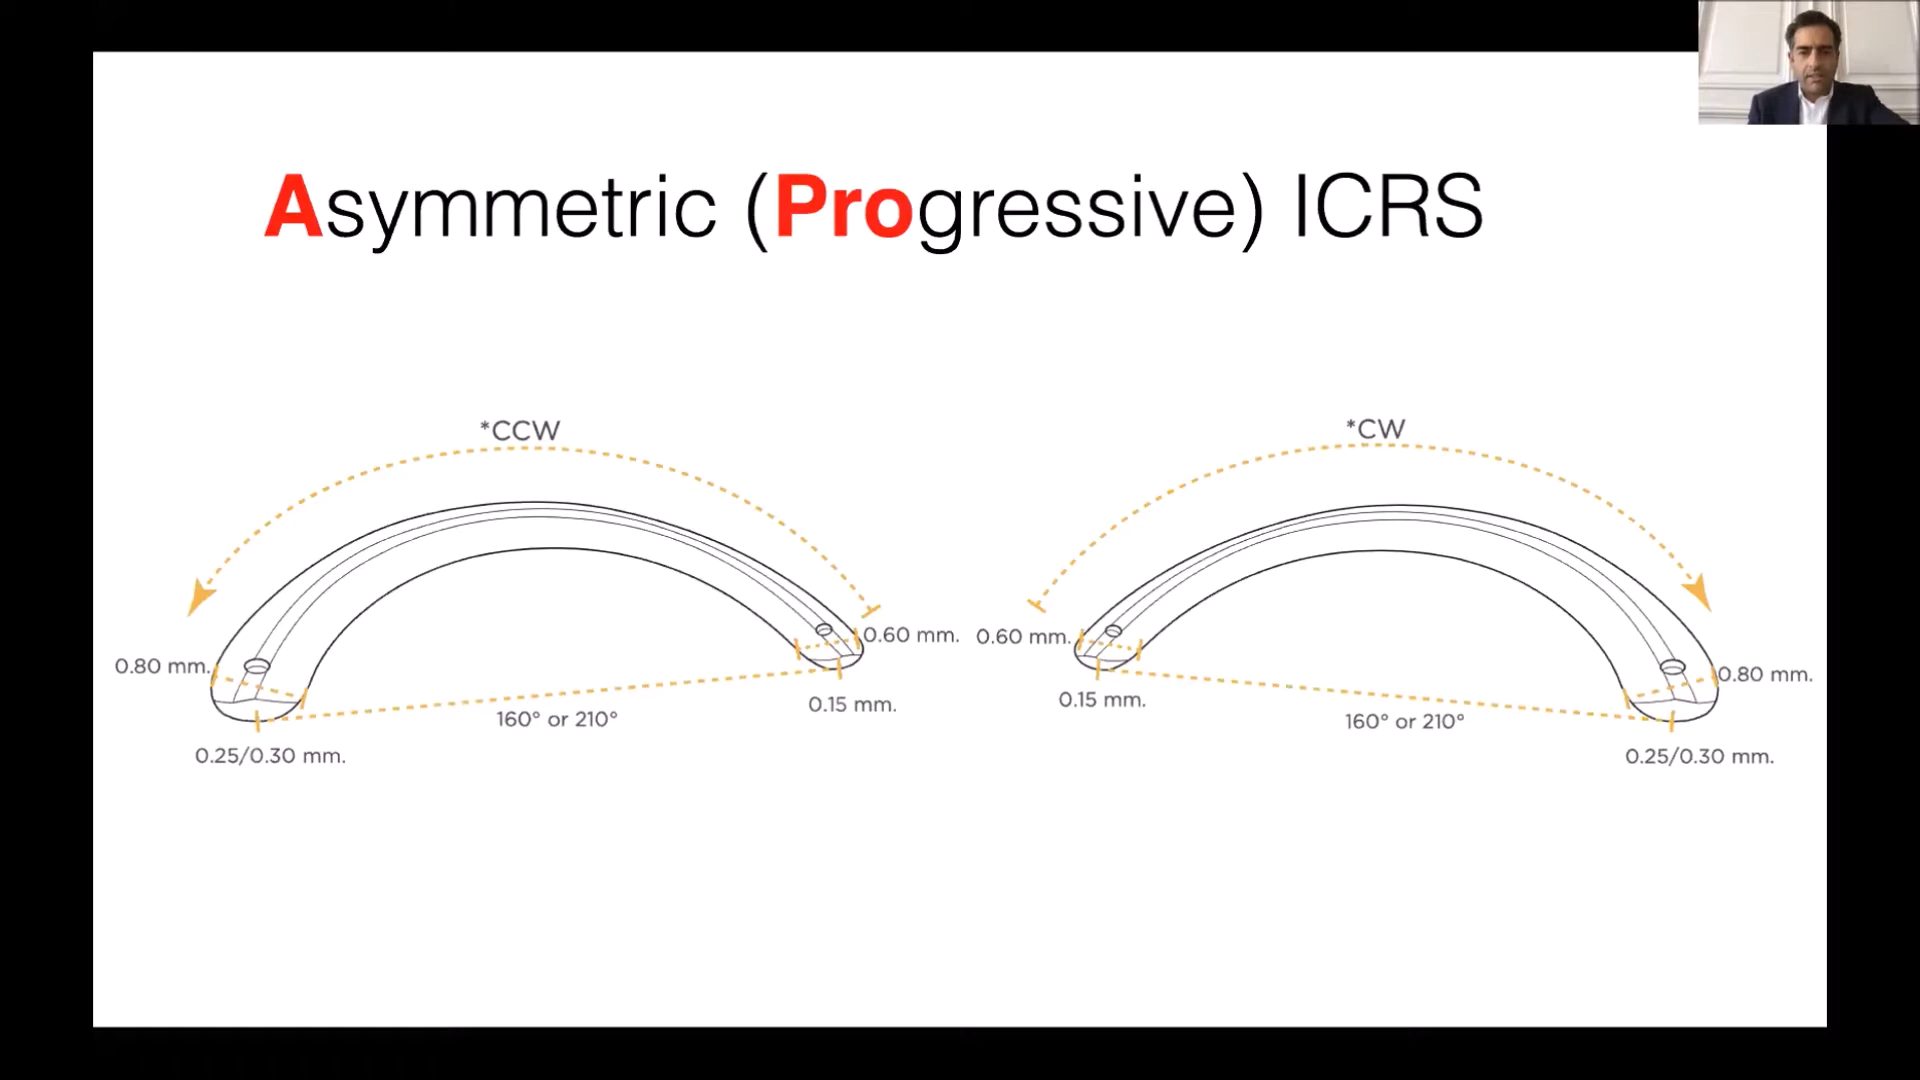 Asymmetric (Progressive) ICRS
*CCW
*CW
0.60 mm.
0.60 mm.
0.80 mm.
0.80 mm.
0.15 mm.
0.15 mm.
160° or 210°
160° or 210°
0.25/0.30 mm.
0.25/0.30 mm.